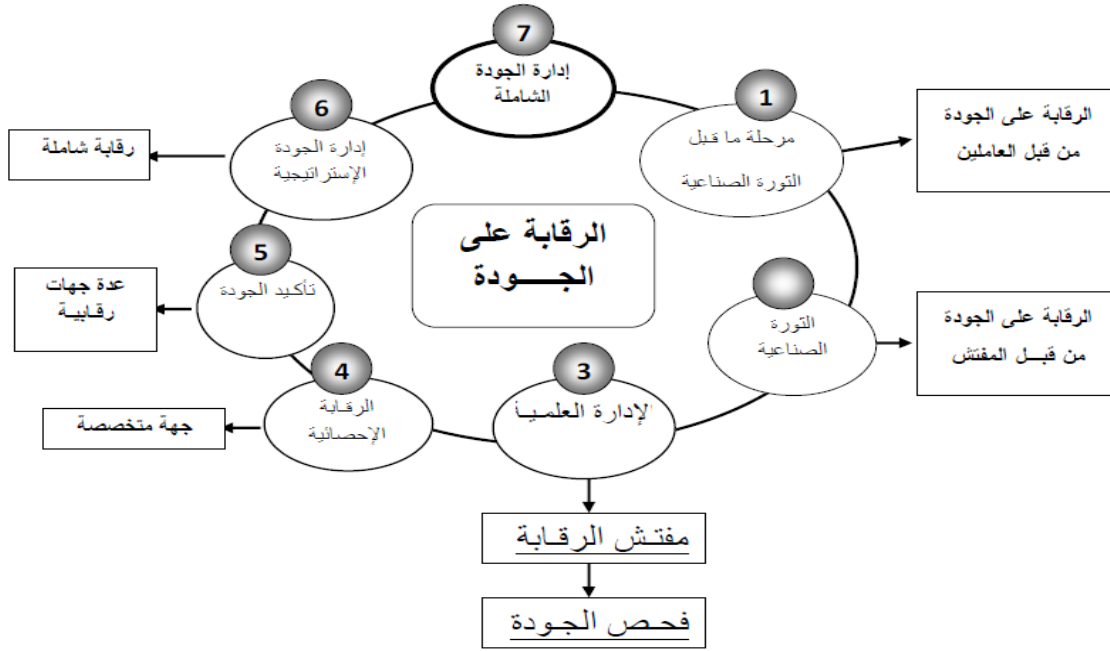 7
إدارة الجودة
الشاملة
1
مرحلة ما قبل
الثورة الصناعية
الرقابة على الجودة
من قبل العاملين
الثورة
الصناعية
الرقابة على الجودة
من قبـــل المفتش
3
لإدارة العلميـة
مفتـش الرقـابة
فحـص الجـودة
4
الرقابة
الإحصائية
جهة متخصصة
5
تأكيد الجودة
عدة جهات
رقـابيـة
6
إدارة الجودة
الإستراتيجية
رقابة شاملة
الرقابة على
الجـــــودة